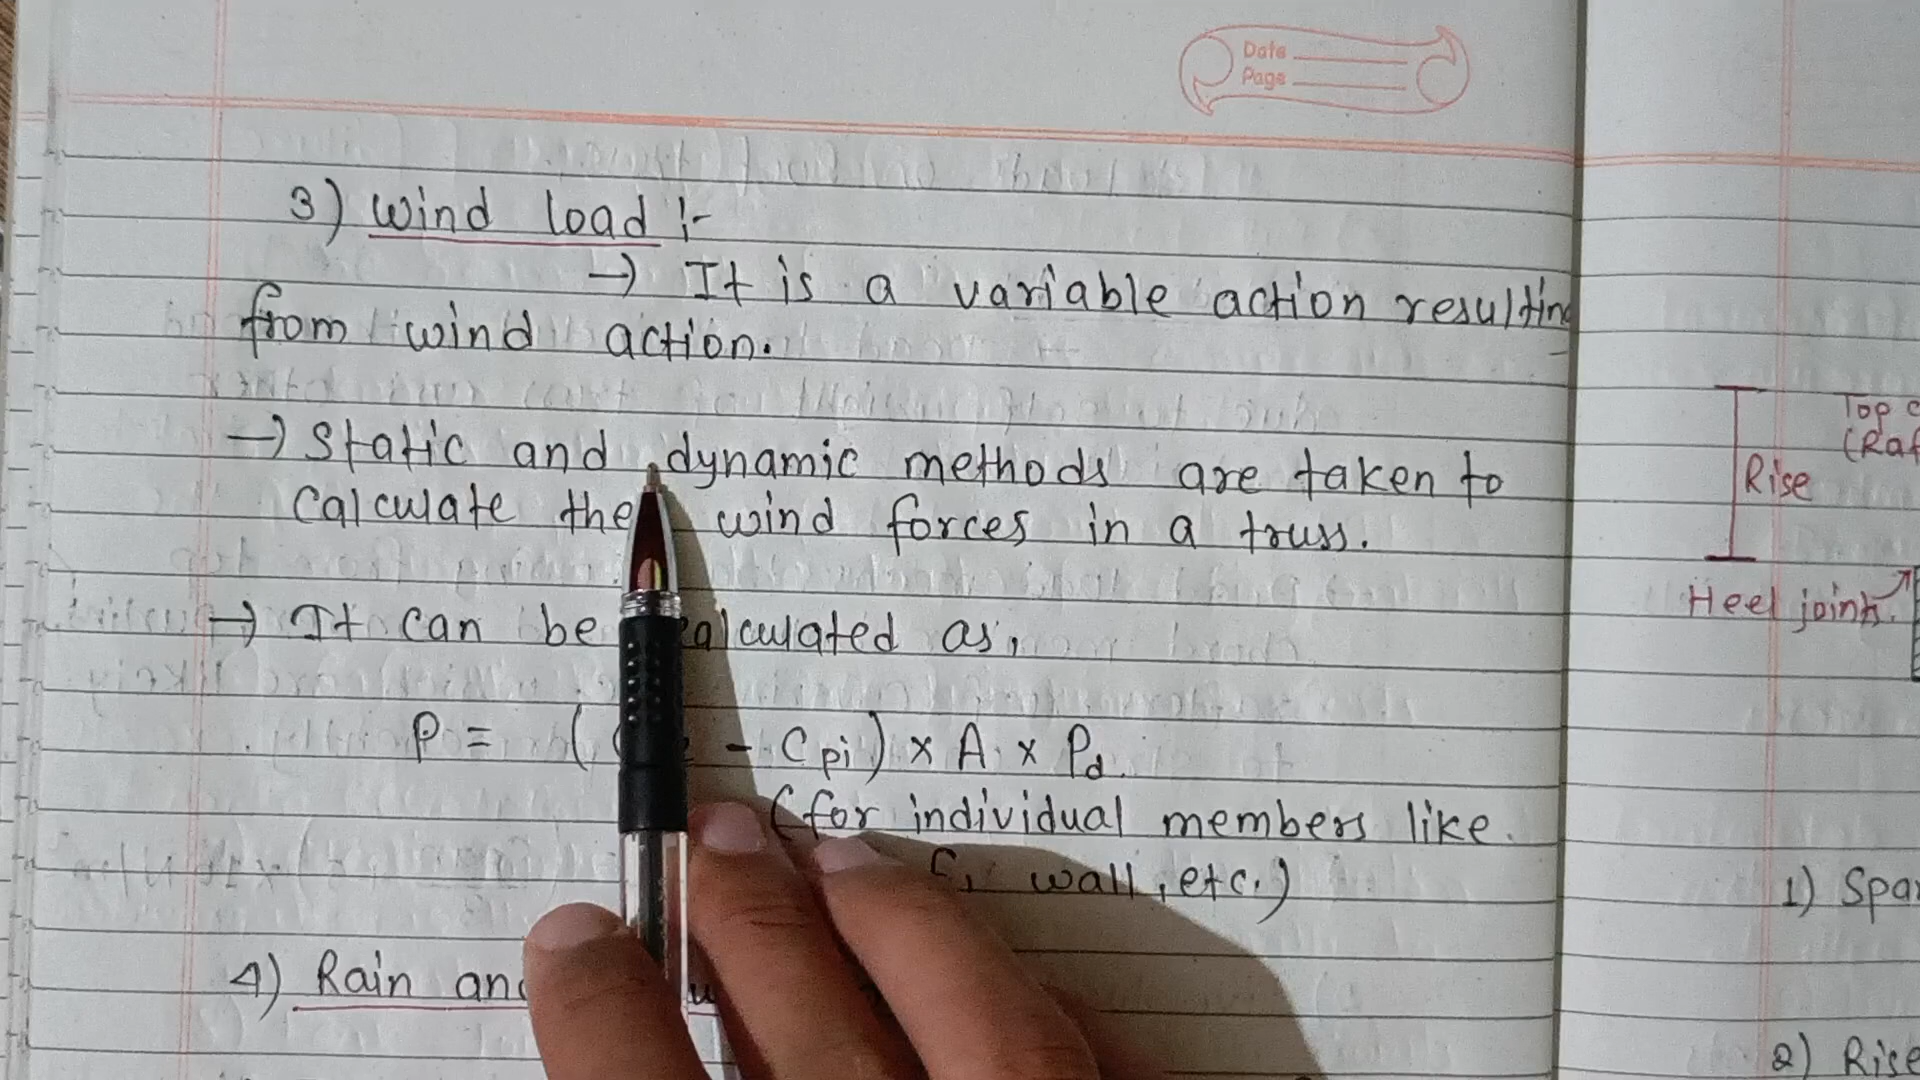 Date
Page
3) Wind load :-
→ It is a variable action resulting
from wind action.
→ Static and dynamic methods are taken to
calculate the wind forces in a truss.
→ It can be calculated as,
P = ( - Cpi) × A × Pd.
(for individual members like.
wall, etc.)
4) Rain and
Top
Rise
Heel joint
1)
2) Rise